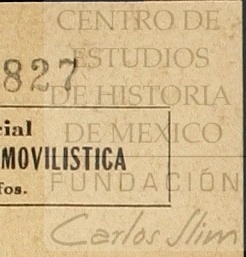 CENTRO DE
ESTUDIOS
827
DE HISTORIA
DE MEXICO
cial
MOVILISTICA
fos.
FUNDACIÓN
Carlos Slim